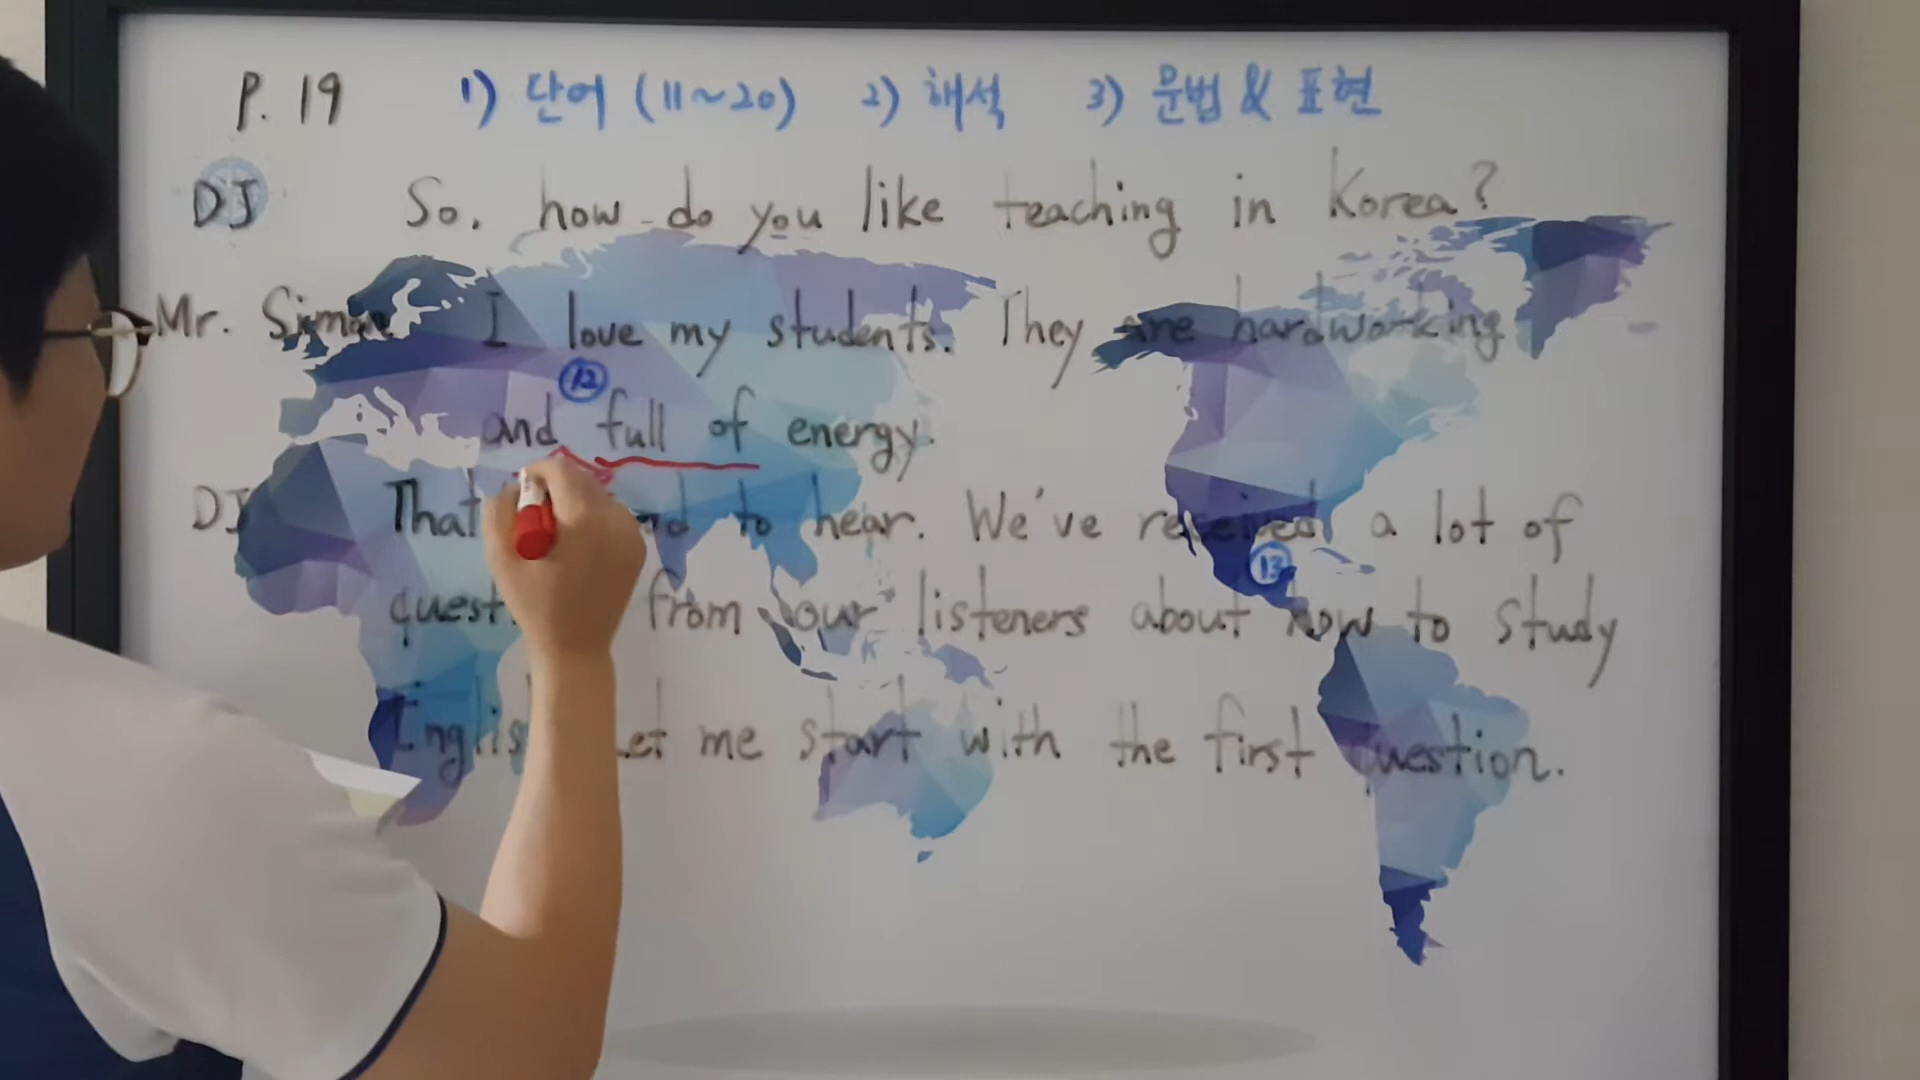 P. 19 1) 단어 (11~20) 2) 해석 3) 문법 & 표현
DJ So, how do you like teaching in Korea?
Mr. I love my students. They are hardworking
⑫
and full of energy.
DJ to hear. We've received a lot of
⑬
from our listeners about how to study
Let me start with the first question.